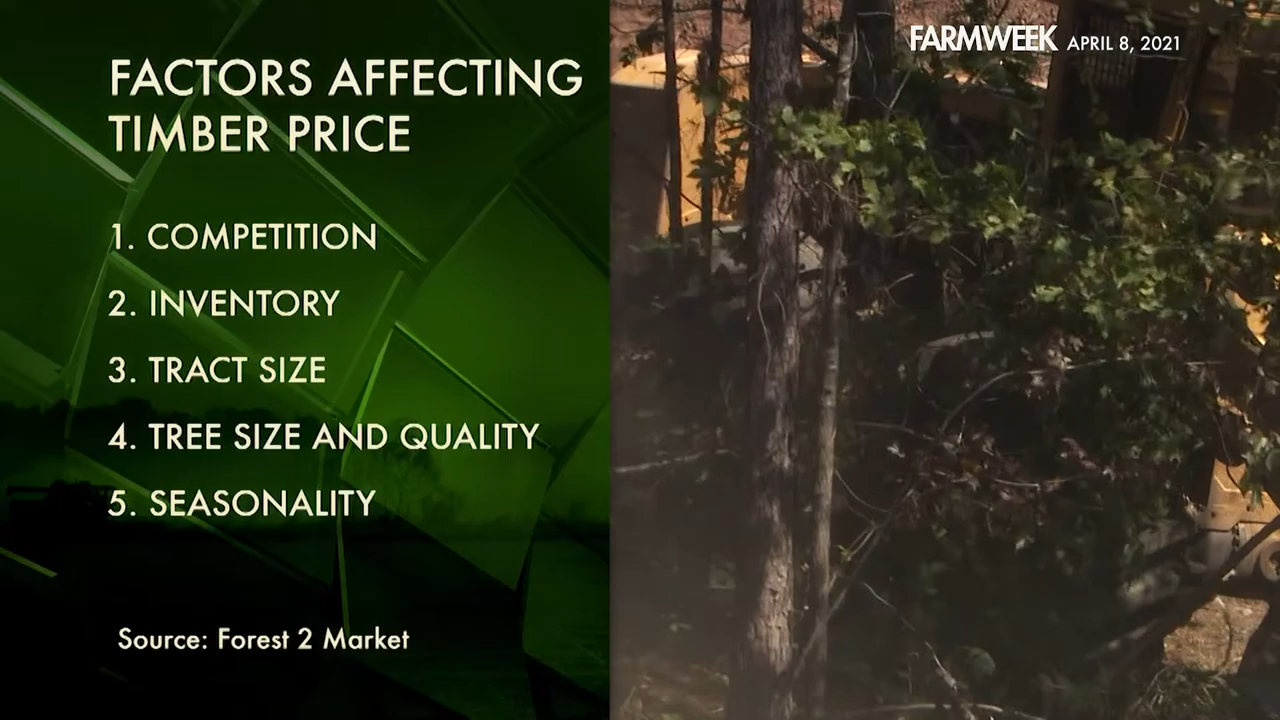 FACTORS AFFECTING
TIMBER PRICE
1. COMPETITION
2. INVENTORY
3. TRACT SIZE
4. TREE SIZE AND QUALITY
5. SEASONALITY
Source: Forest 2 Market
FARMWEEK APRIL 8, 2021